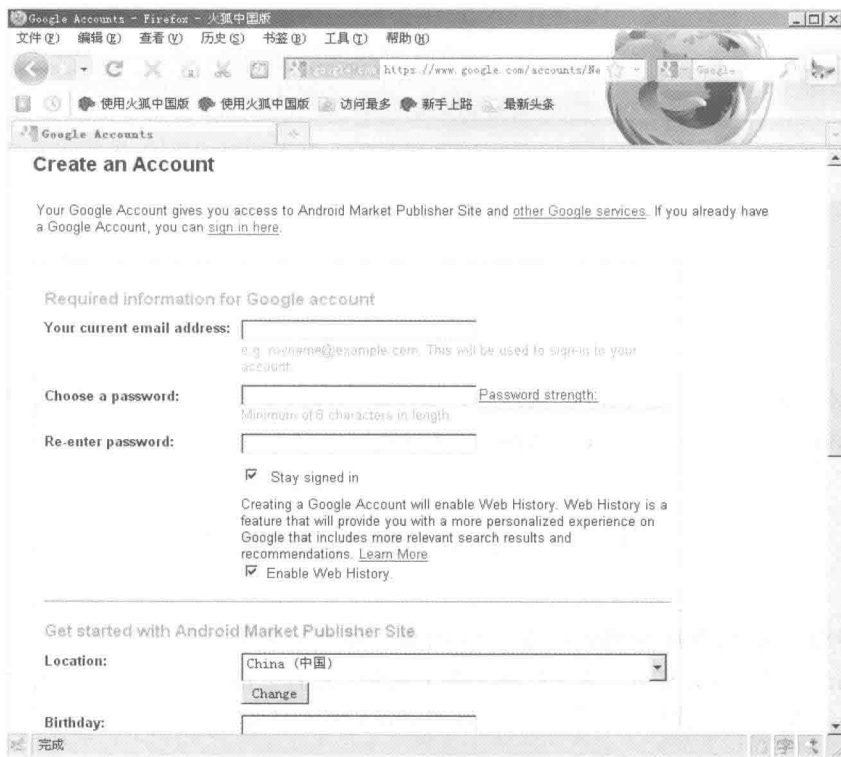 Google Accounts - Firefox - 火狐中国版
文件(F) 编辑(E) 查看(V) 历史(S) 书签(B) 工具(T) 帮助(H)
https://www.google.com/accounts/Ne
Google
使用火狐中国版 使用火狐中国版 访问最多 新手上路 最新头条
Google Accounts
Create an Account
Your Google Account gives you access to Android Market Publisher Site and other Google services. If you already have
a Google Account, you can sign in here.
Required information for Google account
Your current email address:
e.g. myname@example.com. This will be used to sign-in to your
account.
Choose a password:
Password strength:
Minimum of 8 characters in length.
Re-enter password:
Stay signed in
Creating a Google Account will enable Web History. Web History is a
feature that will provide you with a more personalized experience on
Google that includes more relevant search results and
recommendations. Learn More
Enable Web History.
Get started with Android Market Publisher Site
Location:
China (中国)
Change
Birthday:
完成
字